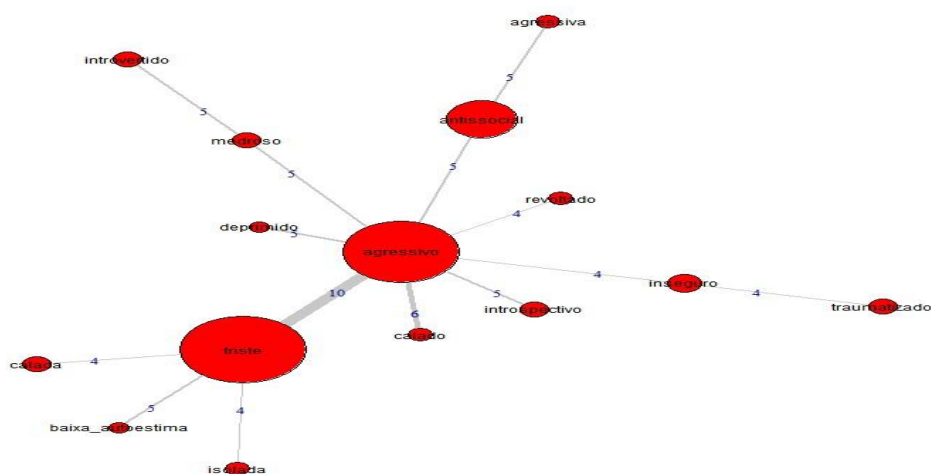 agressiva
introvertido
5
antissocial
5
medroso
5
5
revoltado
4
deprimido
5
agressivo
4
inseguro
10
5
4
introspectivo
traumatizado
6
calado
triste
calada
4
5
4
baixa_autoestima
isolada